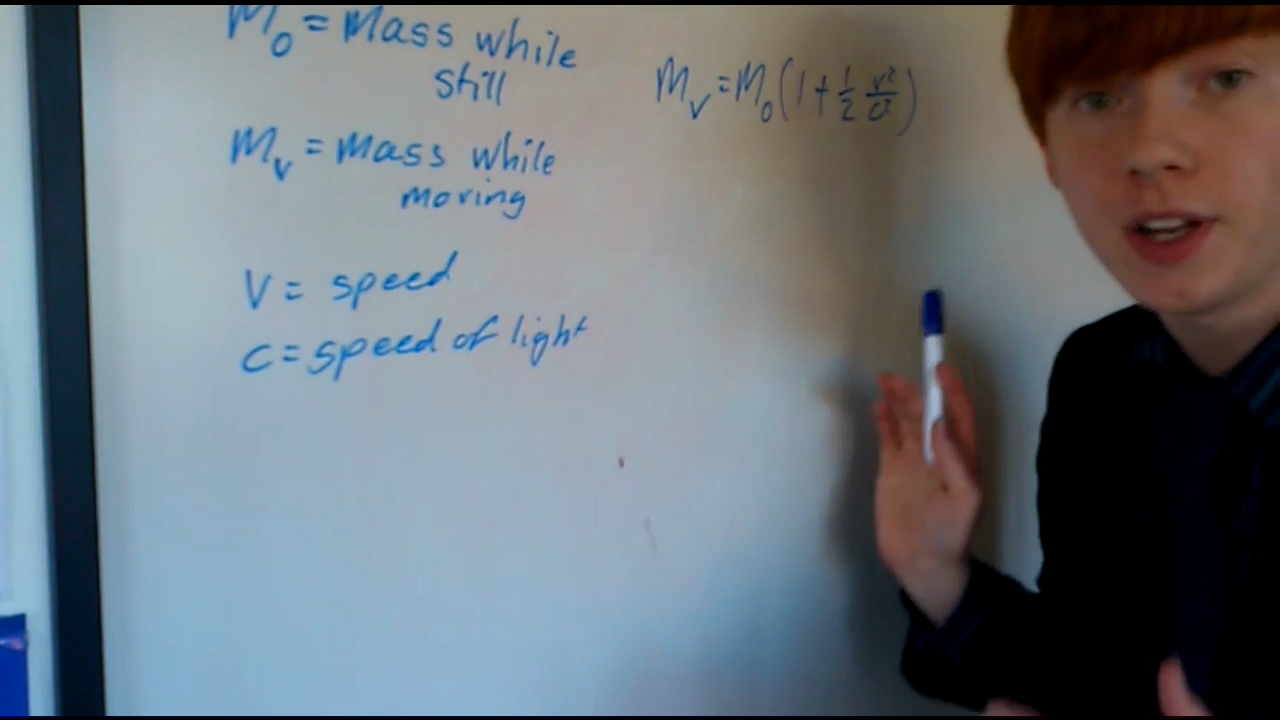 M₀ = Mass while
still
Mᵥ = Mass while
moving
V = speed
c = speed of light
Mᵥ = M₀(1 + 1/2 v²/c²)